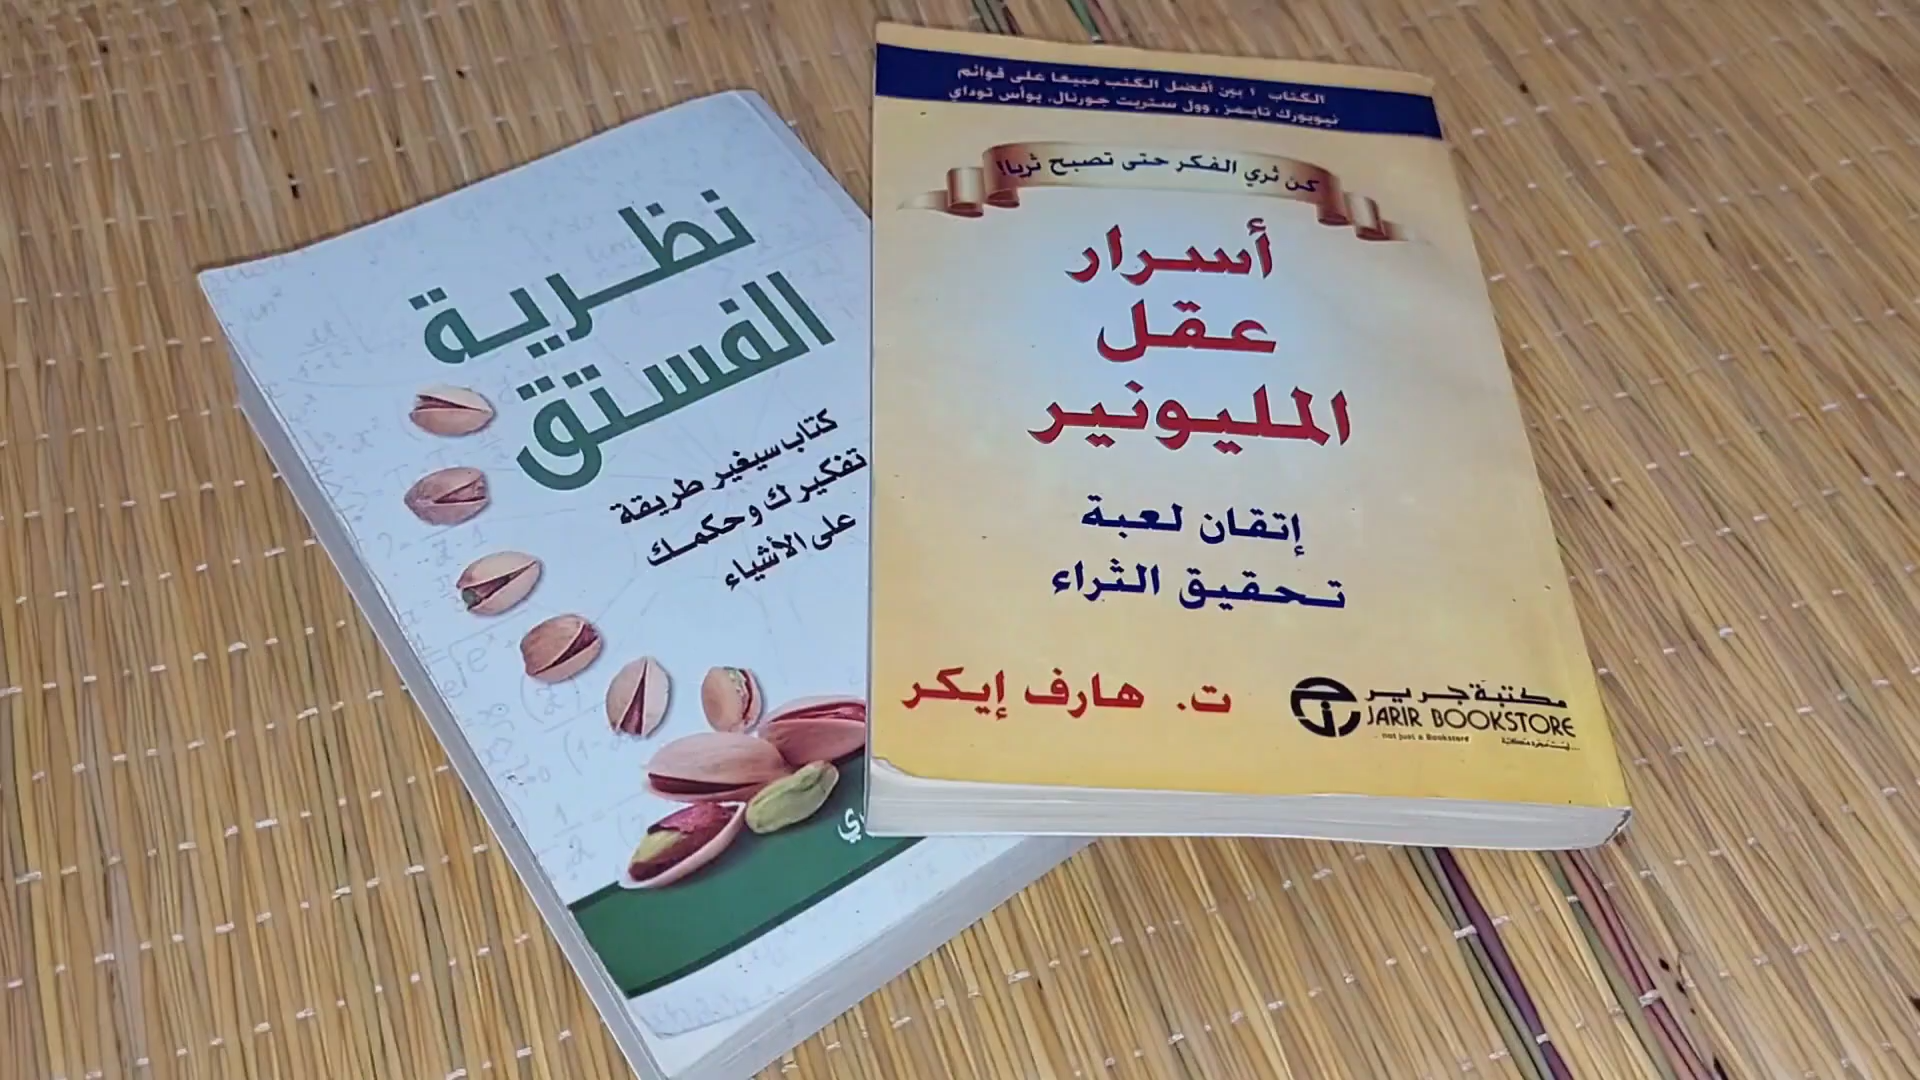 الكتاب ١ بين أفضل الكتب مبيعا على قوائم
نيويورك تايمز، وول ستريت جورنال، يوأس توداي
كن ثري الفكر حتى تصبح ثريا!
أسرار
عقل
المليونير
إتقان لعبة
تحقيق الثراء
ت. هارف إيكر
مكتبة جرير
JARIR BOOKSTORE
not just a Bookstore
نظرية
الفستق
كتاب سيغير طريقة
تفكيرك وحكمك
على الأشياء